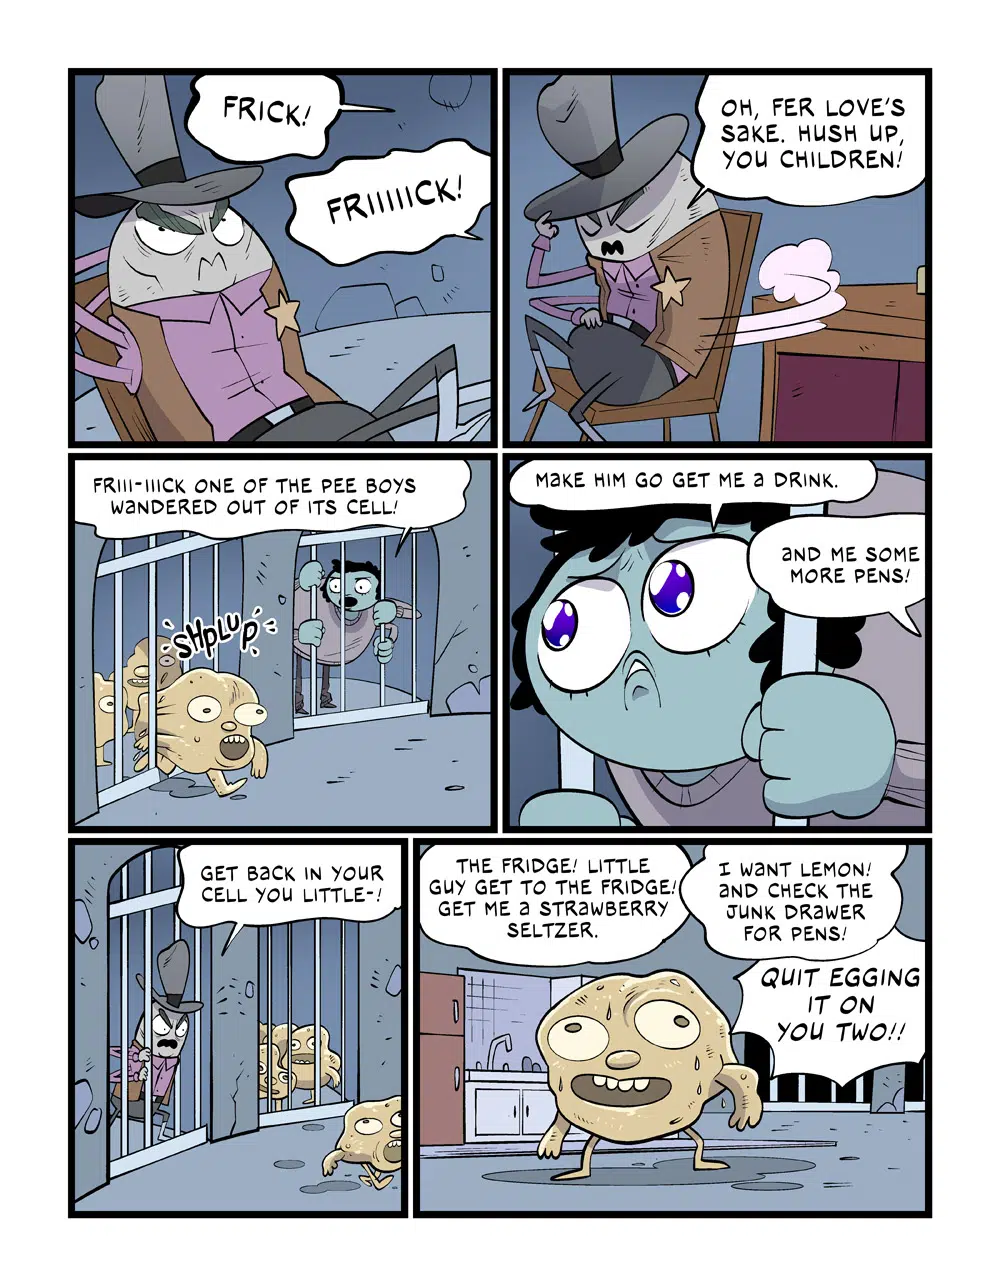 FRICK!
FRIIIIICK!
OH, FER LOVE'S
SAKE. HUSH UP,
YOU CHILDREN!
FRIII-IIICK ONE OF THE PEE BOYS
WANDERED OUT OF ITS CELL!
SHPLUP
MAKE HIM GO GET ME A DRINK.
AND ME SOME
MORE PENS!
GET BACK IN YOUR
CELL YOU LITTLE-!
THE FRIDGE! LITTLE
GUY GET TO THE FRIDGE!
GET ME A STRAWBERRY
SELTZER.
I WANT LEMON!
AND CHECK THE
JUNK DRAWER
FOR PENS!
QUIT EGGING
IT ON
YOU TWO!!